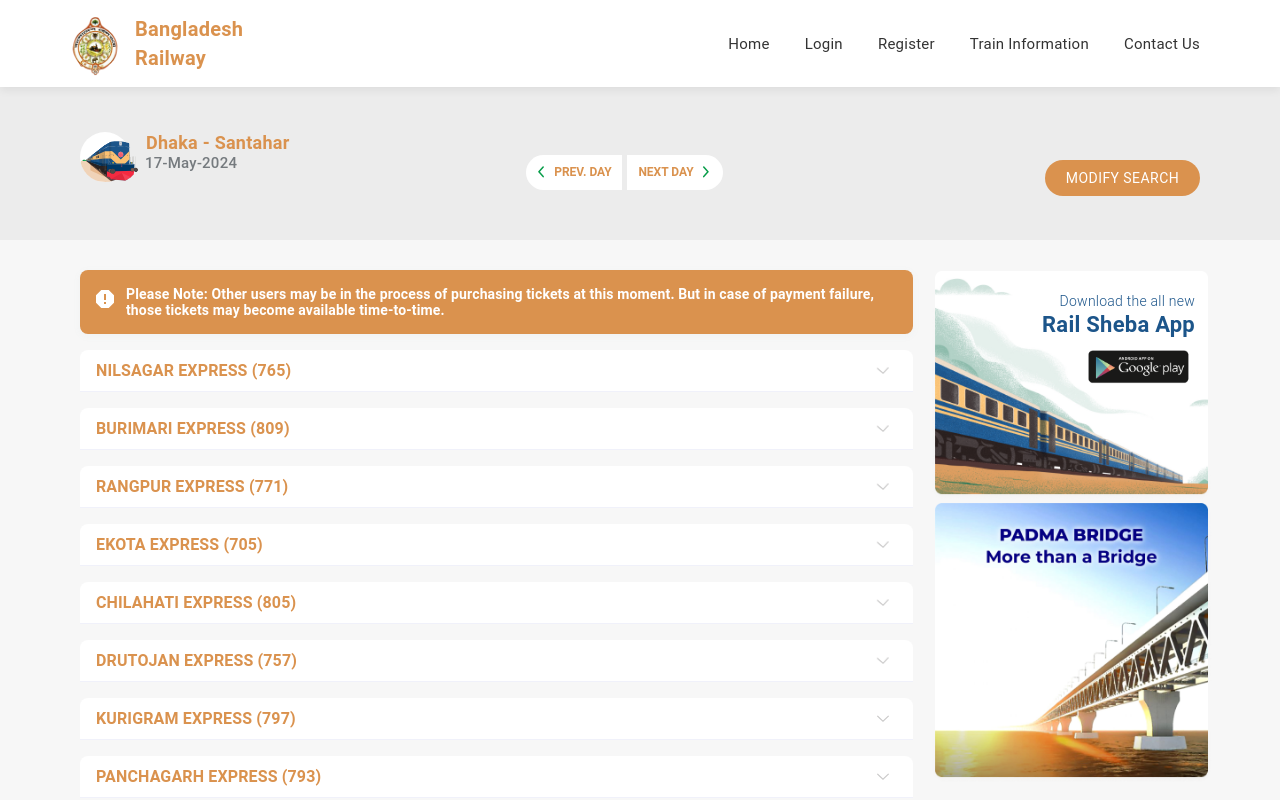 Bangladesh
Railway
Home
Login
Register
Train Information
Contact Us
Dhaka - Santahar
17-May-2024
PREV. DAY
NEXT DAY
MODIFY SEARCH
Please Note: Other users may be in the process of purchasing tickets at this moment. But in case of payment failure,
those tickets may become available time-to-time.
NILSAGAR EXPRESS (765)
BURIMARI EXPRESS (809)
RANGPUR EXPRESS (771)
EKOTA EXPRESS (705)
CHILAHATI EXPRESS (805)
DRUTOJAN EXPRESS (757)
KURIGRAM EXPRESS (797)
PANCHAGARH EXPRESS (793)
Download the all new
Rail Sheba App
ANDROID APP ON
Google play
PADMA BRIDGE
More than a Bridge